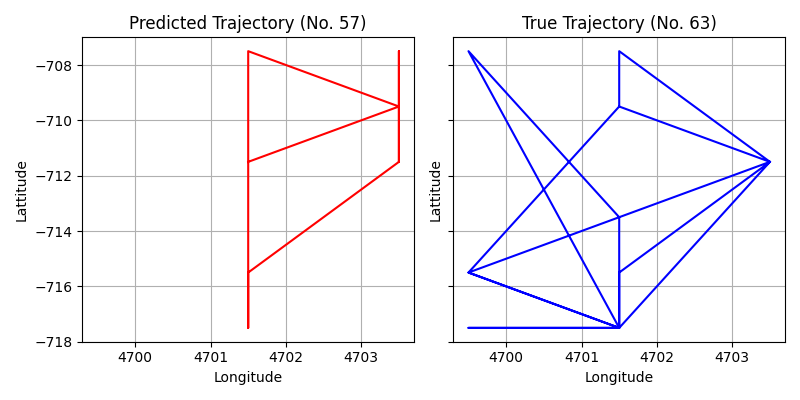 Predicted Trajectory (No. 57)
True Trajectory (No. 63)
Lattitude
−708
−710
−712
−714
−716
−718
4700
4701
4702
4703
Longitude
Lattitude
4700
4701
4702
4703
Longitude